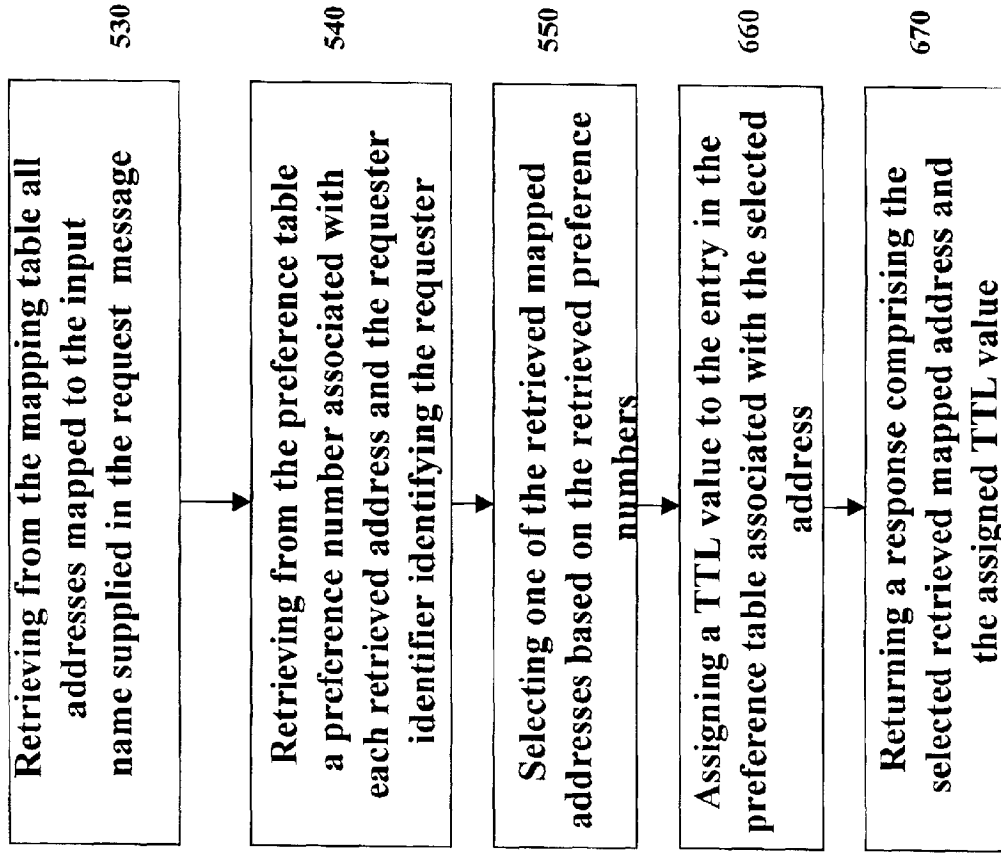 Retrieving from the mapping table all
addresses mapped to the input
name supplied in the request message
530
Retrieving from the preference table
a preference number associated with
each retrieved address and the requester
identifier identifying the requester
540
Selecting one of the retrieved mapped
addresses based on the retrieved preference
numbers
550
Assigning a TTL value to the entry in the
preference table associated with the selected
address
660
Returning a response comprising the
selected retrieved mapped address and
the assigned TTL value
670